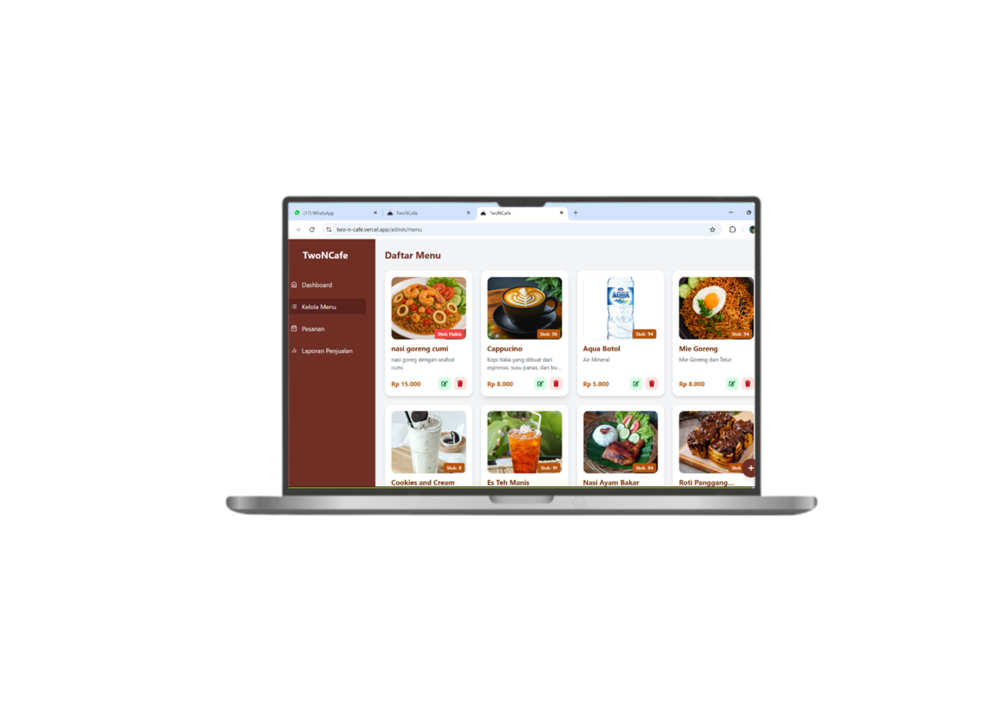 (17) WhatsApp
TwoNCafe
TwoNCafe
two-n-cafe.vercel.app/admin/menu
TwoNCafe
Dashboard
Kelola Menu
Pesanan
Laporan Penjualan
Daftar Menu
Stok Habis
nasi goreng cumi
nasi goreg dengan seafod
cumi
Rp 15.000
Stok: 96
Cappucino
Kopi Italia yang dibuat dari
espresso, susu panas, dan bu...
Rp 8.000
AQUA
Stok: 94
Aqua Botol
Air Mineral
Rp 5.000
Stok: 94
Mie Goreng
Mie Goreng dan Telur.
Rp 8.000
Stok: 8
Cookies and Cream
Stok: 91
Es Teh Manis
Stok: 84
Nasi Ayam Bakar
Stok
Roti Panggang...